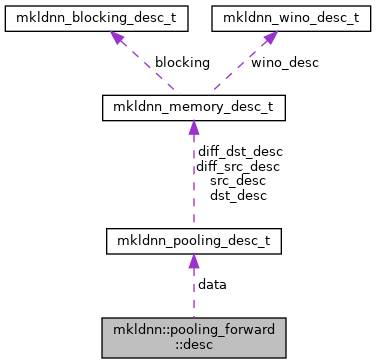 mkldnn_blocking_desc_t
mkldnn_wino_desc_t
blocking
wino_desc
mkldnn_memory_desc_t
diff_dst_desc
diff_src_desc
src_desc
dst_desc
mkldnn_pooling_desc_t
data
mkldnn::pooling_forward
::desc